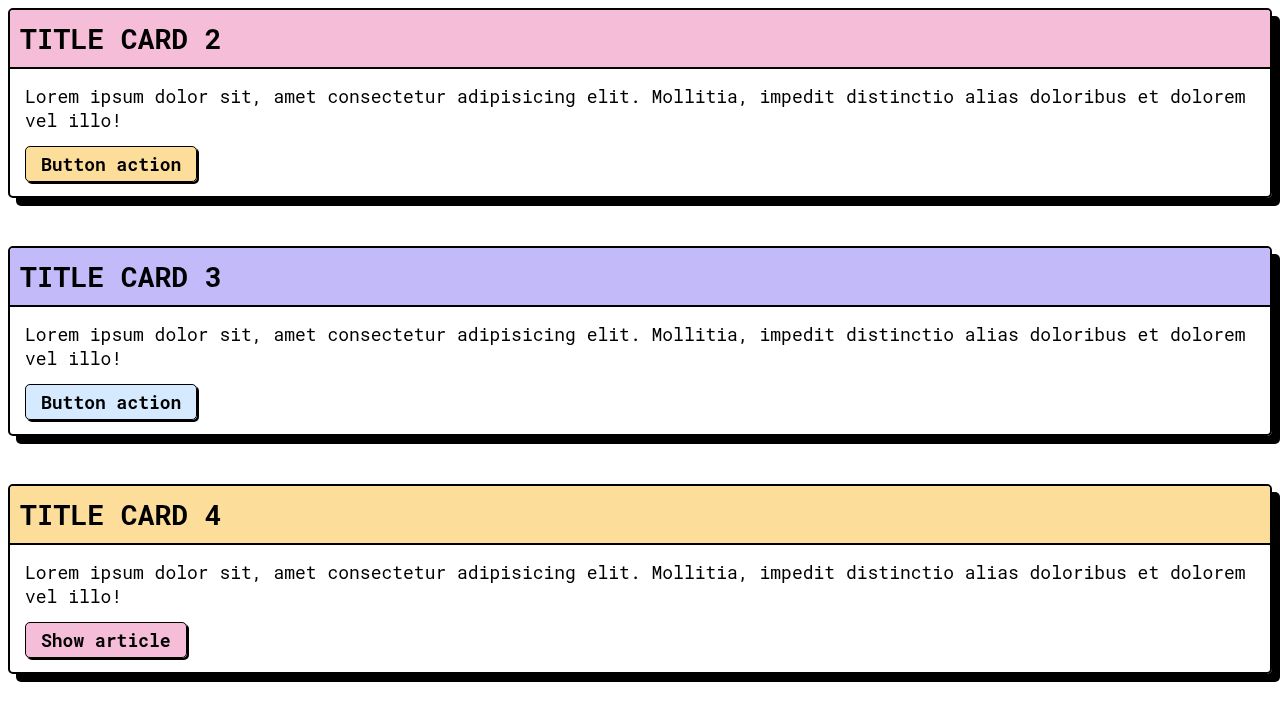 TITLE CARD 2
Lorem ipsum dolor sit, amet consectetur adipisicing elit. Mollitia, impedit distinctio alias doloribus et dolorem
vel illo!
Button action
TITLE CARD 3
Lorem ipsum dolor sit, amet consectetur adipisicing elit. Mollitia, impedit distinctio alias doloribus et dolorem
vel illo!
Button action
TITLE CARD 4
Lorem ipsum dolor sit, amet consectetur adipisicing elit. Mollitia, impedit distinctio alias doloribus et dolorem
vel illo!
Show article